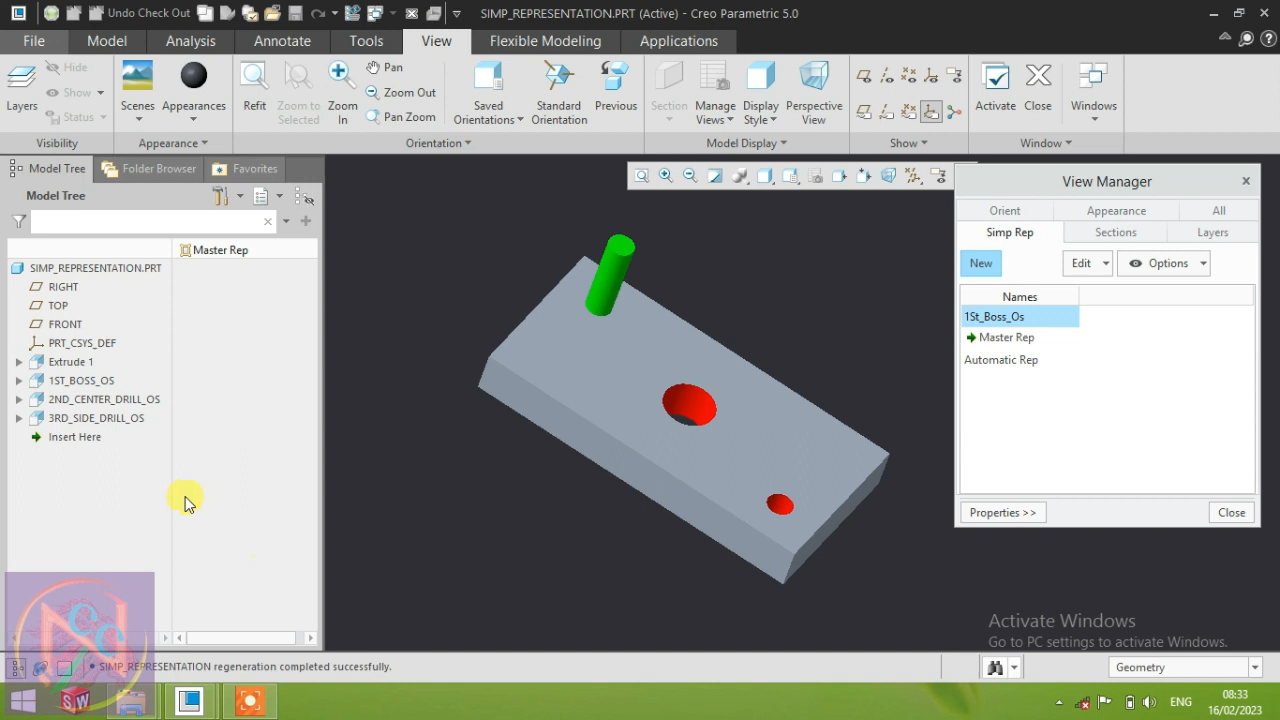 Undo Check Out
SIMP_REPRESENTATION.PRT (Active) - Creo Parametric 5.0
File Model Analysis Annotate Tools View Flexible Modeling Applications
Layers
Hide
Show
Status
Visibility
Scenes
Appearances
Appearance
Refit
Zoom to Selected
Zoom In
Pan
Zoom Out
Pan Zoom
Saved Orientations
Standard Orientation
Previous
Orientation
Section
Manage Views
Display Style
Perspective View
Model Display
Show
Activate
Close
Windows
Window
Model Tree Folder Browser Favorites
Model Tree
Master Rep
SIMP_REPRESENTATION.PRT
RIGHT
TOP
FRONT
PRT_CSYS_DEF
Extrude 1
1ST_BOSS_OS
2ND_CENTER_DRILL_OS
3RD_SIDE_DRILL_OS
Insert Here
View Manager
Orient Appearance All
Simp Rep Sections Layers
New Edit Options
Names
1St_Boss_Os
Master Rep
Automatic Rep
Properties >> Close
Activate Windows
Go to PC settings to activate Windows.
SIMP_REPRESENTATION regeneration completed successfully.
Geometry
SW
ENG
08:33
16/02/2023